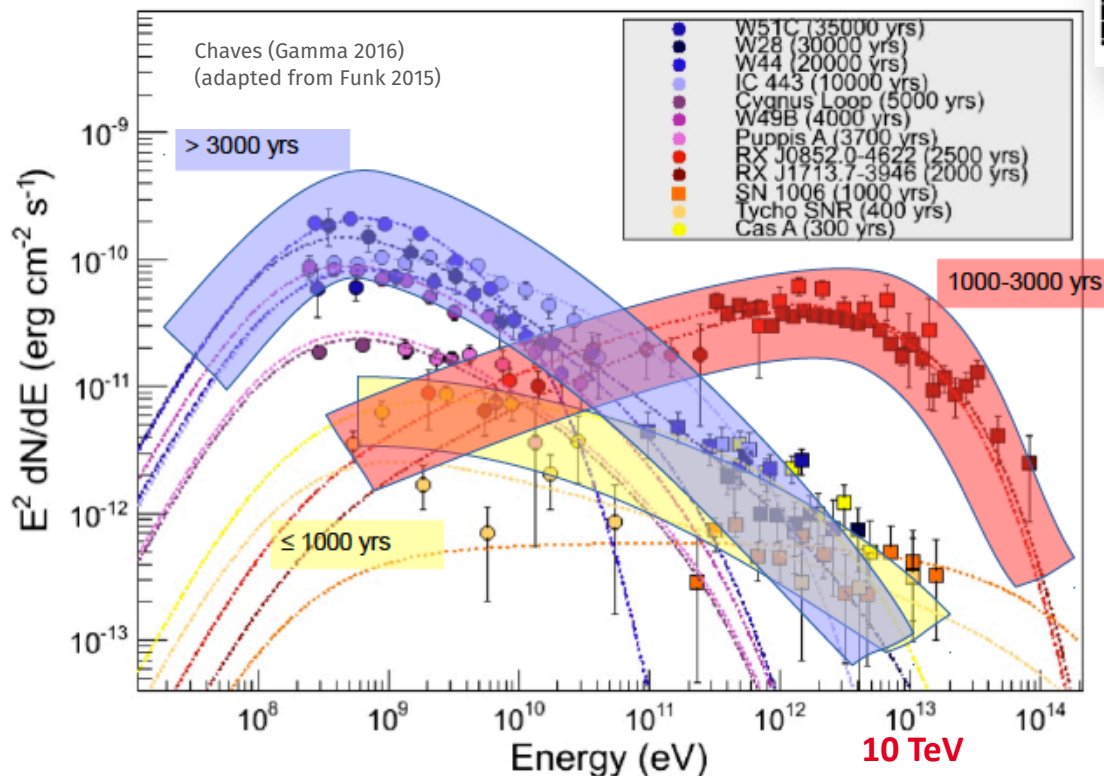 Chaves (Gamma 2016)
(adapted from Funk 2015)
W51C (35000 yrs)
W28 (30000 yrs)
W44 (20000 yrs)
IC 443 (10000 yrs)
Cygnus Loop (5000 yrs)
W49B (4000 yrs)
Puppis A (3700 yrs)
RX J0852.0-4622 (2500 yrs)
RX J1713.7-3946 (2000 yrs)
SN 1006 (1000 yrs)
Tycho SNR (400 yrs)
Cas A (300 yrs)
> 3000 yrs
1000-3000 yrs
≤ 1000 yrs
E² dN/dE (erg cm⁻² s⁻¹)
10⁻⁹
10⁻¹⁰
10⁻¹¹
10⁻¹²
10⁻¹³
10⁸ 10⁹ 10¹⁰ 10¹¹ 10¹² 10¹³ 10¹⁴
Energy (eV)
10 TeV